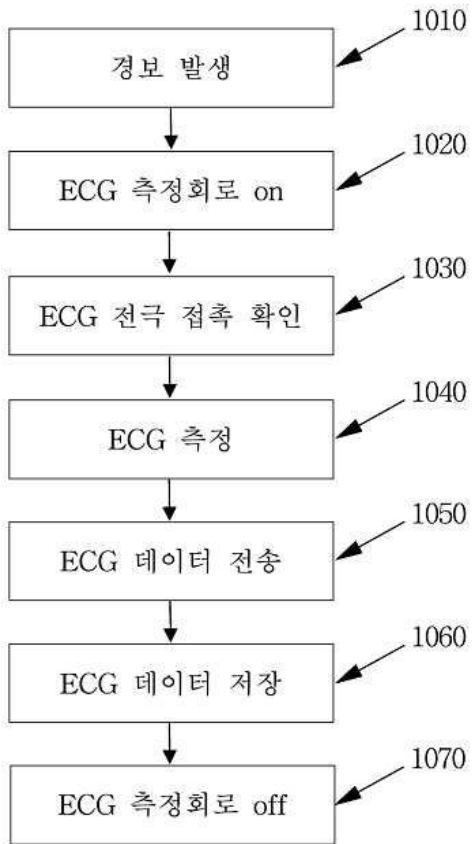 1010
경보 발생
1020
ECG 측정회로 on
1030
ECG 전극 접촉 확인
1040
ECG 측정
1050
ECG 데이터 전송
1060
ECG 데이터 저장
1070
ECG 측정회로 off